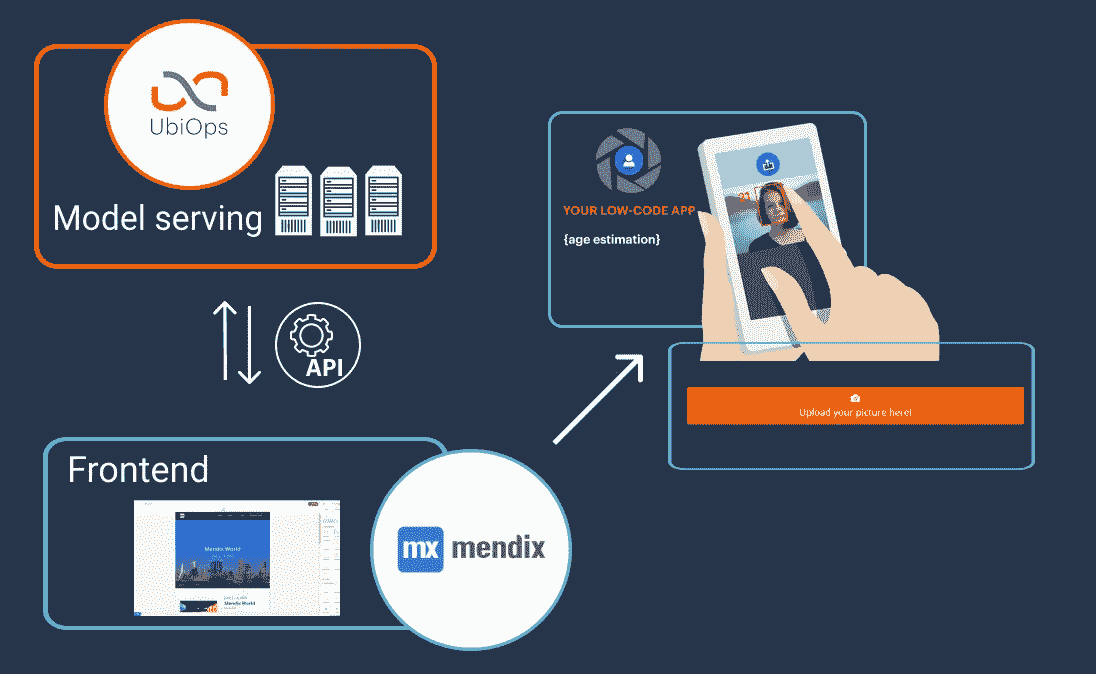 UbiOps
Model serving
API
Frontend
Mendix World
Mendix World
mx mendix
YOUR LOW-CODE APP
{age estimation}
Upload your picture here!